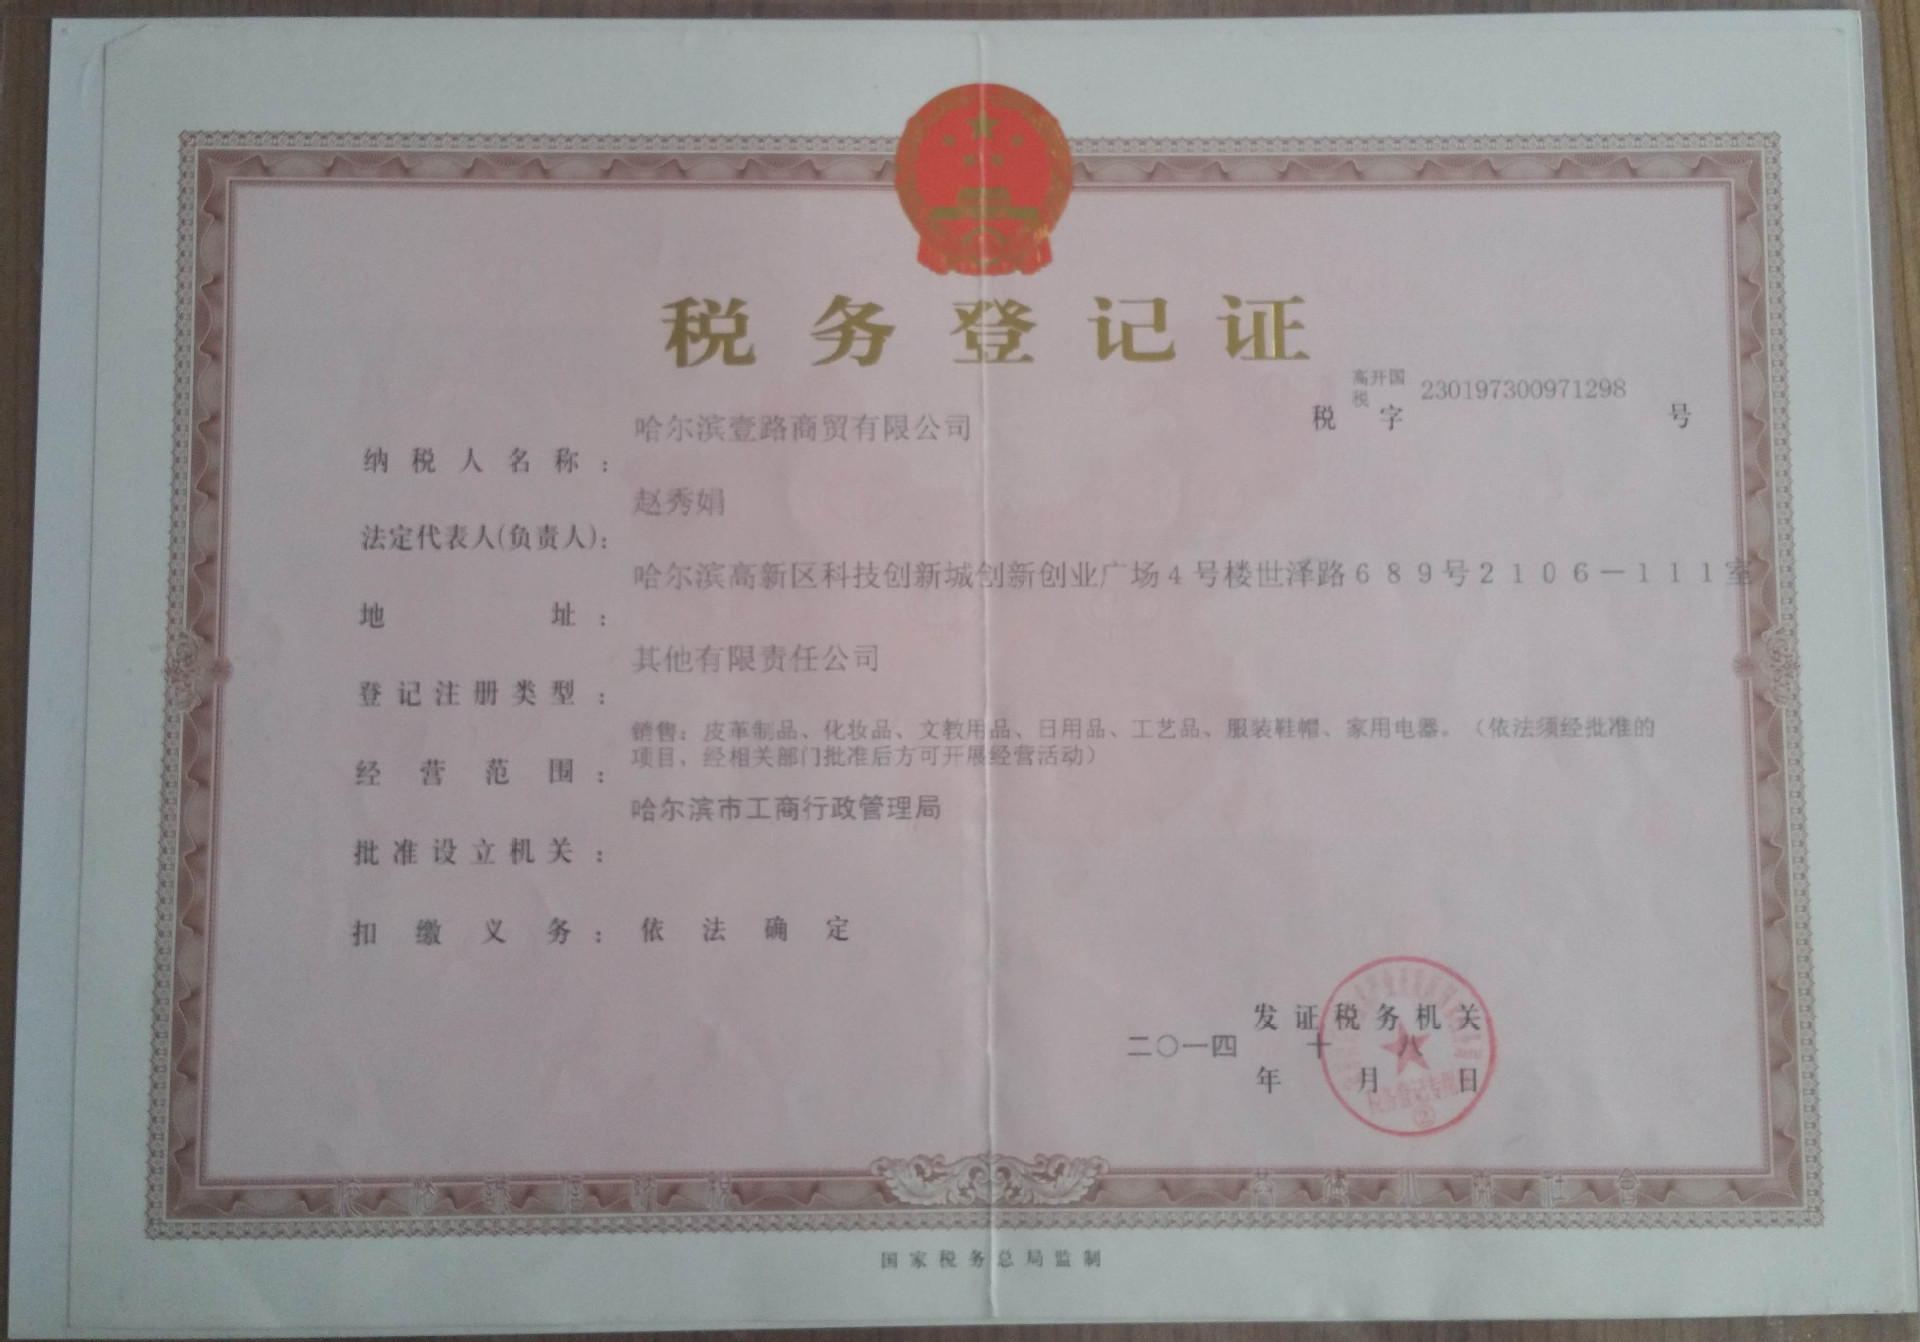 税务登记证
税 高开国税 字 230197300971298 号
纳税人名称： 哈尔滨壹路商贸有限公司
法定代表人(负责人)： 赵秀娟
地址： 哈尔滨高新区科技创新城创新创业广场4号楼世泽路689号2106-111室
登记注册类型： 其他有限责任公司
经营范围： 销售：皮革制品、化妆品、文教用品、日用品、工艺品、服装鞋帽、家用电器。（依法须经批准的
项目，经相关部门批准后方可开展经营活动）
批准设立机关： 哈尔滨市工商行政管理局
扣缴义务：依法确定
发证税务机关
二〇一四年 十月 八日
税务登记专用
②
国家税务总局监制